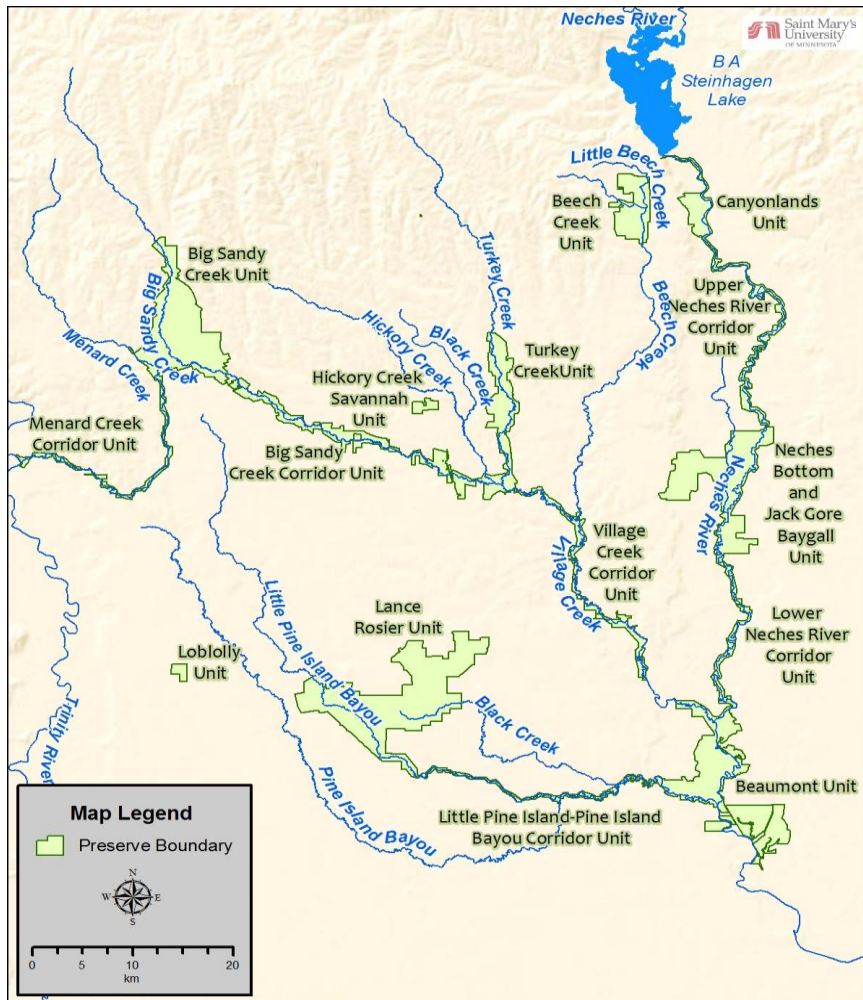 Neches River
Saint Mary's
University
OF MINNESOTA
B A
Steinhagen
Lake
Little Beech Creek
Beech
Creek
Unit
Canyonlands
Unit
Turkey Creek
Big Sandy
Creek Unit
Big Sandy Creek
Beech Creek
Upper
Neches River
Corridor
Unit
Hickory Creek
Black Creek
Menard Creek
Turkey
CreekUnit
Hickory Creek
Savannah
Unit
Menard Creek
Corridor Unit
Big Sandy
Creek Corridor Unit
Neches River
Neches
Bottom
and
Jack Gore
Baygall
Unit
Village
Creek
Corridor
Unit
Village Creek
Little Pine Island Bayou
Lance
Rosier Unit
Lower
Neches River
Corridor
Unit
Loblolly
Unit
Trinity River
Black Creek
Pine Island Bayou
Beaumont Unit
Little Pine Island-Pine Island
Bayou Corridor Unit
Map Legend
Preserve Boundary
N
W E
S
0 5 10 20
km